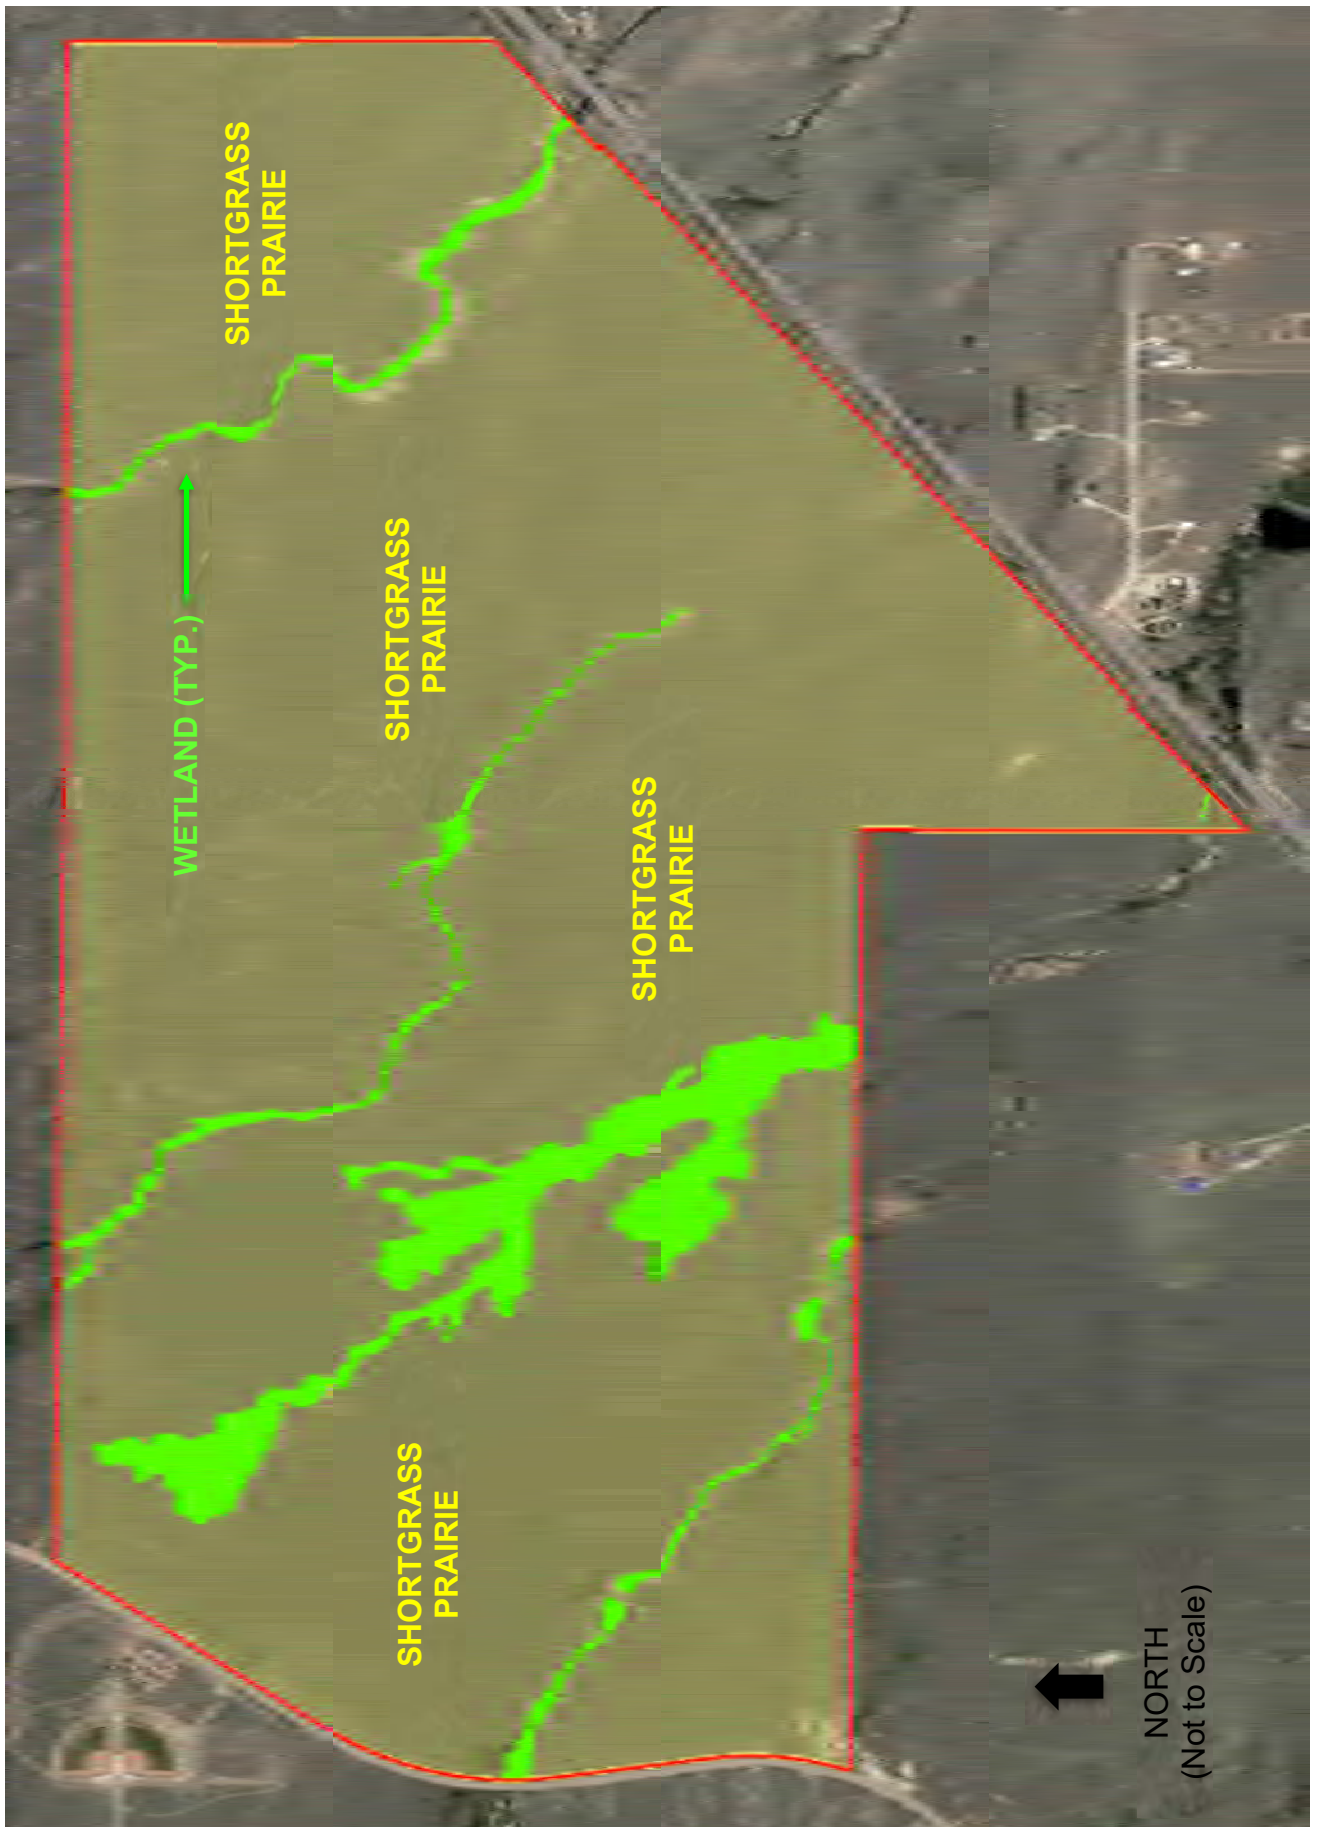 SHORTGRASS
PRAIRIE
WETLAND (TYP.)
SHORTGRASS
PRAIRIE
SHORTGRASS
PRAIRIE
SHORTGRASS
PRAIRIE
NORTH
(Not to Scale)